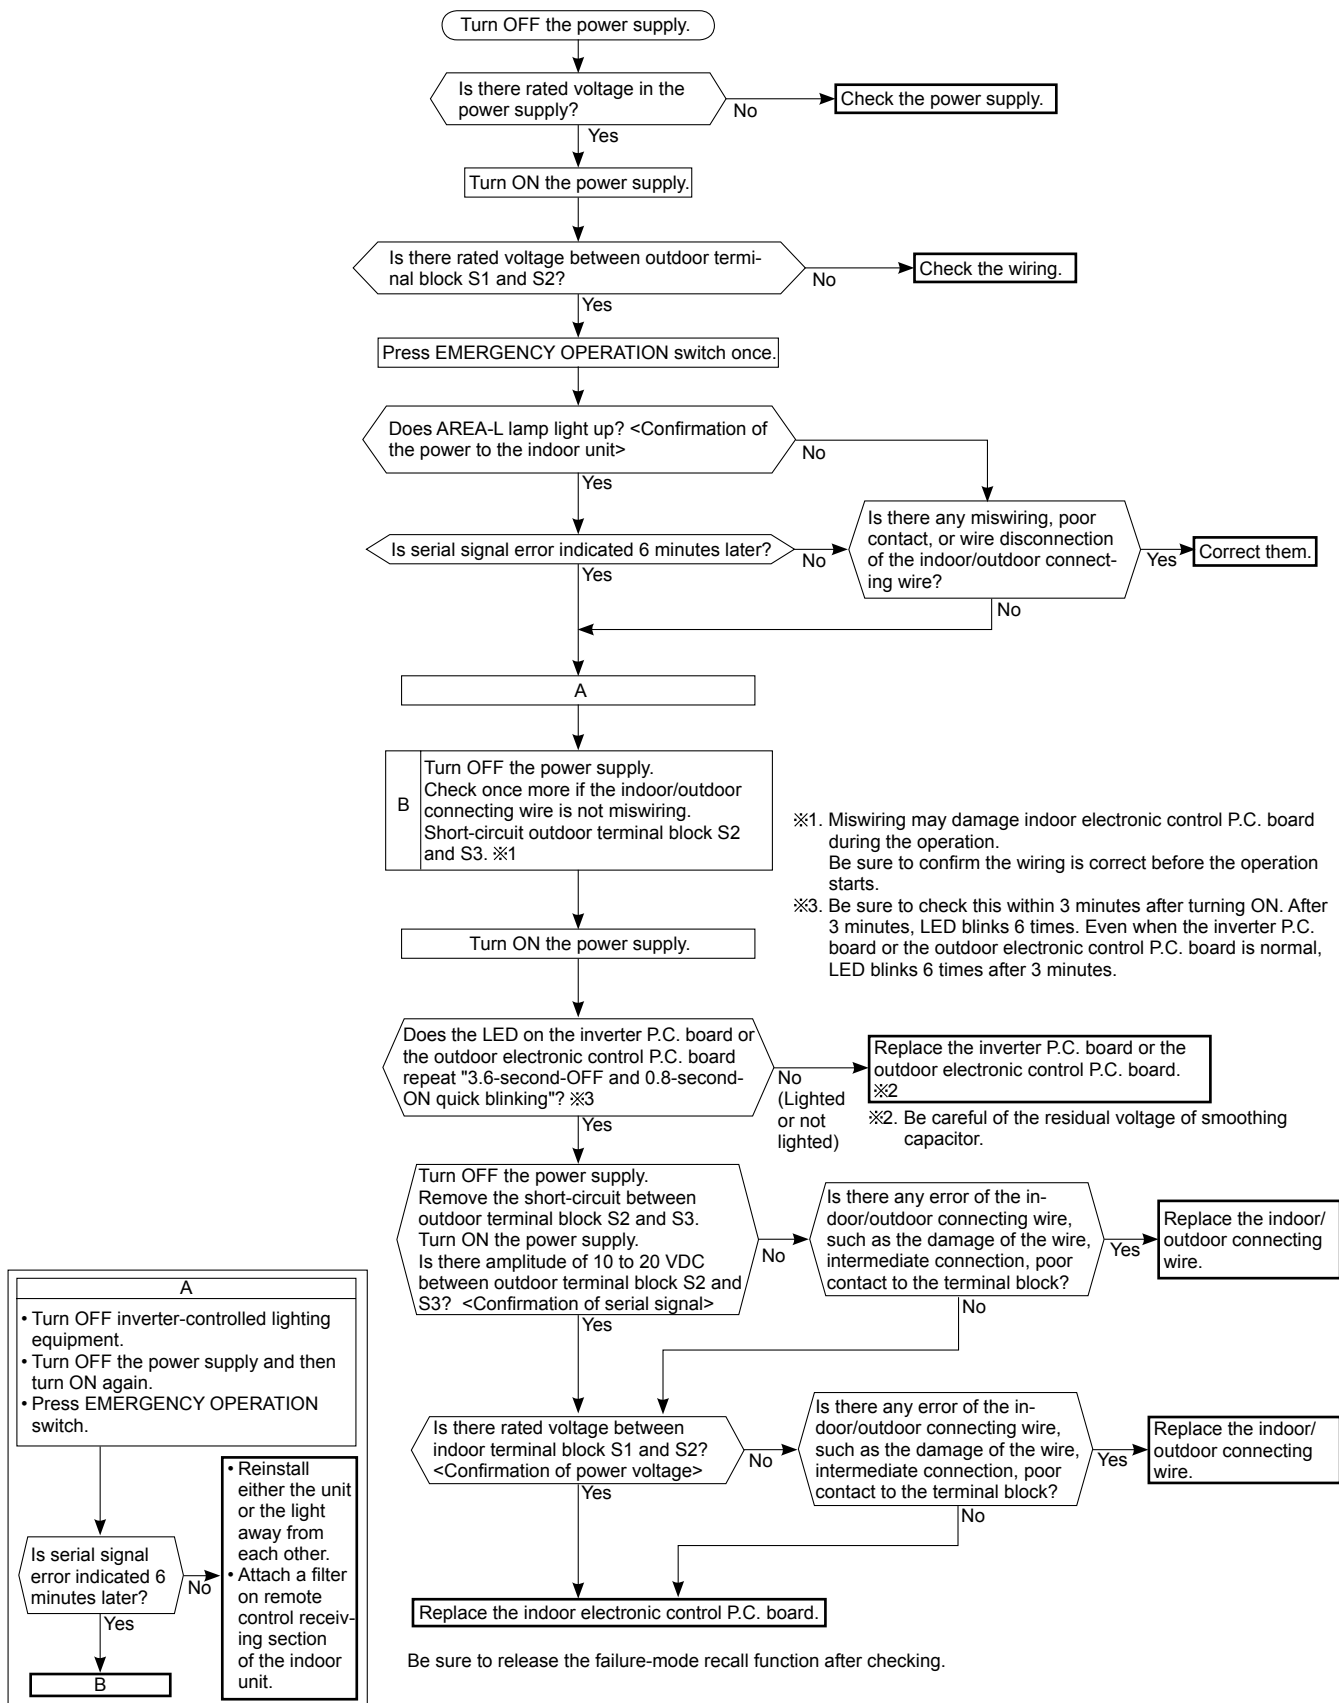 Turn OFF the power supply.
Is there rated voltage in the
power supply?
No
Check the power supply.
Yes
Turn ON the power supply.
Is there rated voltage between outdoor termi-
nal block S1 and S2?
No
Check the wiring.
Yes
Press EMERGENCY OPERATION switch once.
Does AREA-L lamp light up? <Confirmation of
the power to the indoor unit>
No
Yes
Is serial signal error indicated 6 minutes later?
No
Yes
Is there any miswiring, poor
contact, or wire disconnection
of the indoor/outdoor connect-
ing wire?
Yes
Correct them.
No
A
B
Turn OFF the power supply.
Check once more if the indoor/outdoor
connecting wire is not miswiring.
Short-circuit outdoor terminal block S2
and S3. ※1
※1. Miswiring may damage indoor electronic control P.C. board
during the operation.
Be sure to confirm the wiring is correct before the operation
starts.
※3. Be sure to check this within 3 minutes after turning ON. After
3 minutes, LED blinks 6 times. Even when the inverter P.C.
board or the outdoor electronic control P.C. board is normal,
LED blinks 6 times after 3 minutes.
Turn ON the power supply.
Does the LED on the inverter P.C. board or
the outdoor electronic control P.C. board
repeat "3.6-second-OFF and 0.8-second-
ON quick blinking"? ※3
No
(Lighted
or not
lighted)
Replace the inverter P.C. board or the
outdoor electronic control P.C. board.
※2
※2. Be careful of the residual voltage of smoothing
capacitor.
Yes
Turn OFF the power supply.
Remove the short-circuit between
outdoor terminal block S2 and S3.
Turn ON the power supply.
Is there amplitude of 10 to 20 VDC
between outdoor terminal block S2 and
S3? <Confirmation of serial signal>
No
Is there any error of the in-
door/outdoor connecting wire,
such as the damage of the wire,
intermediate connection, poor
contact to the terminal block?
Yes
Replace the indoor/
outdoor connecting
wire.
No
Yes
Is there rated voltage between
indoor terminal block S1 and S2?
<Confirmation of power voltage>
No
Is there any error of the in-
door/outdoor connecting wire,
such as the damage of the wire,
intermediate connection, poor
contact to the terminal block?
Yes
Replace the indoor/
outdoor connecting
wire.
No
Yes
Replace the indoor electronic control P.C. board.
Be sure to release the failure-mode recall function after checking.
A
• Turn OFF inverter-controlled lighting
equipment.
• Turn OFF the power supply and then
turn ON again.
• Press EMERGENCY OPERATION
switch.
Is serial signal
error indicated 6
minutes later?
No
• Reinstall
either the unit
or the light
away from
each other.
• Attach a filter
on remote
control receiv-
ing section
of the indoor
unit.
Yes
B